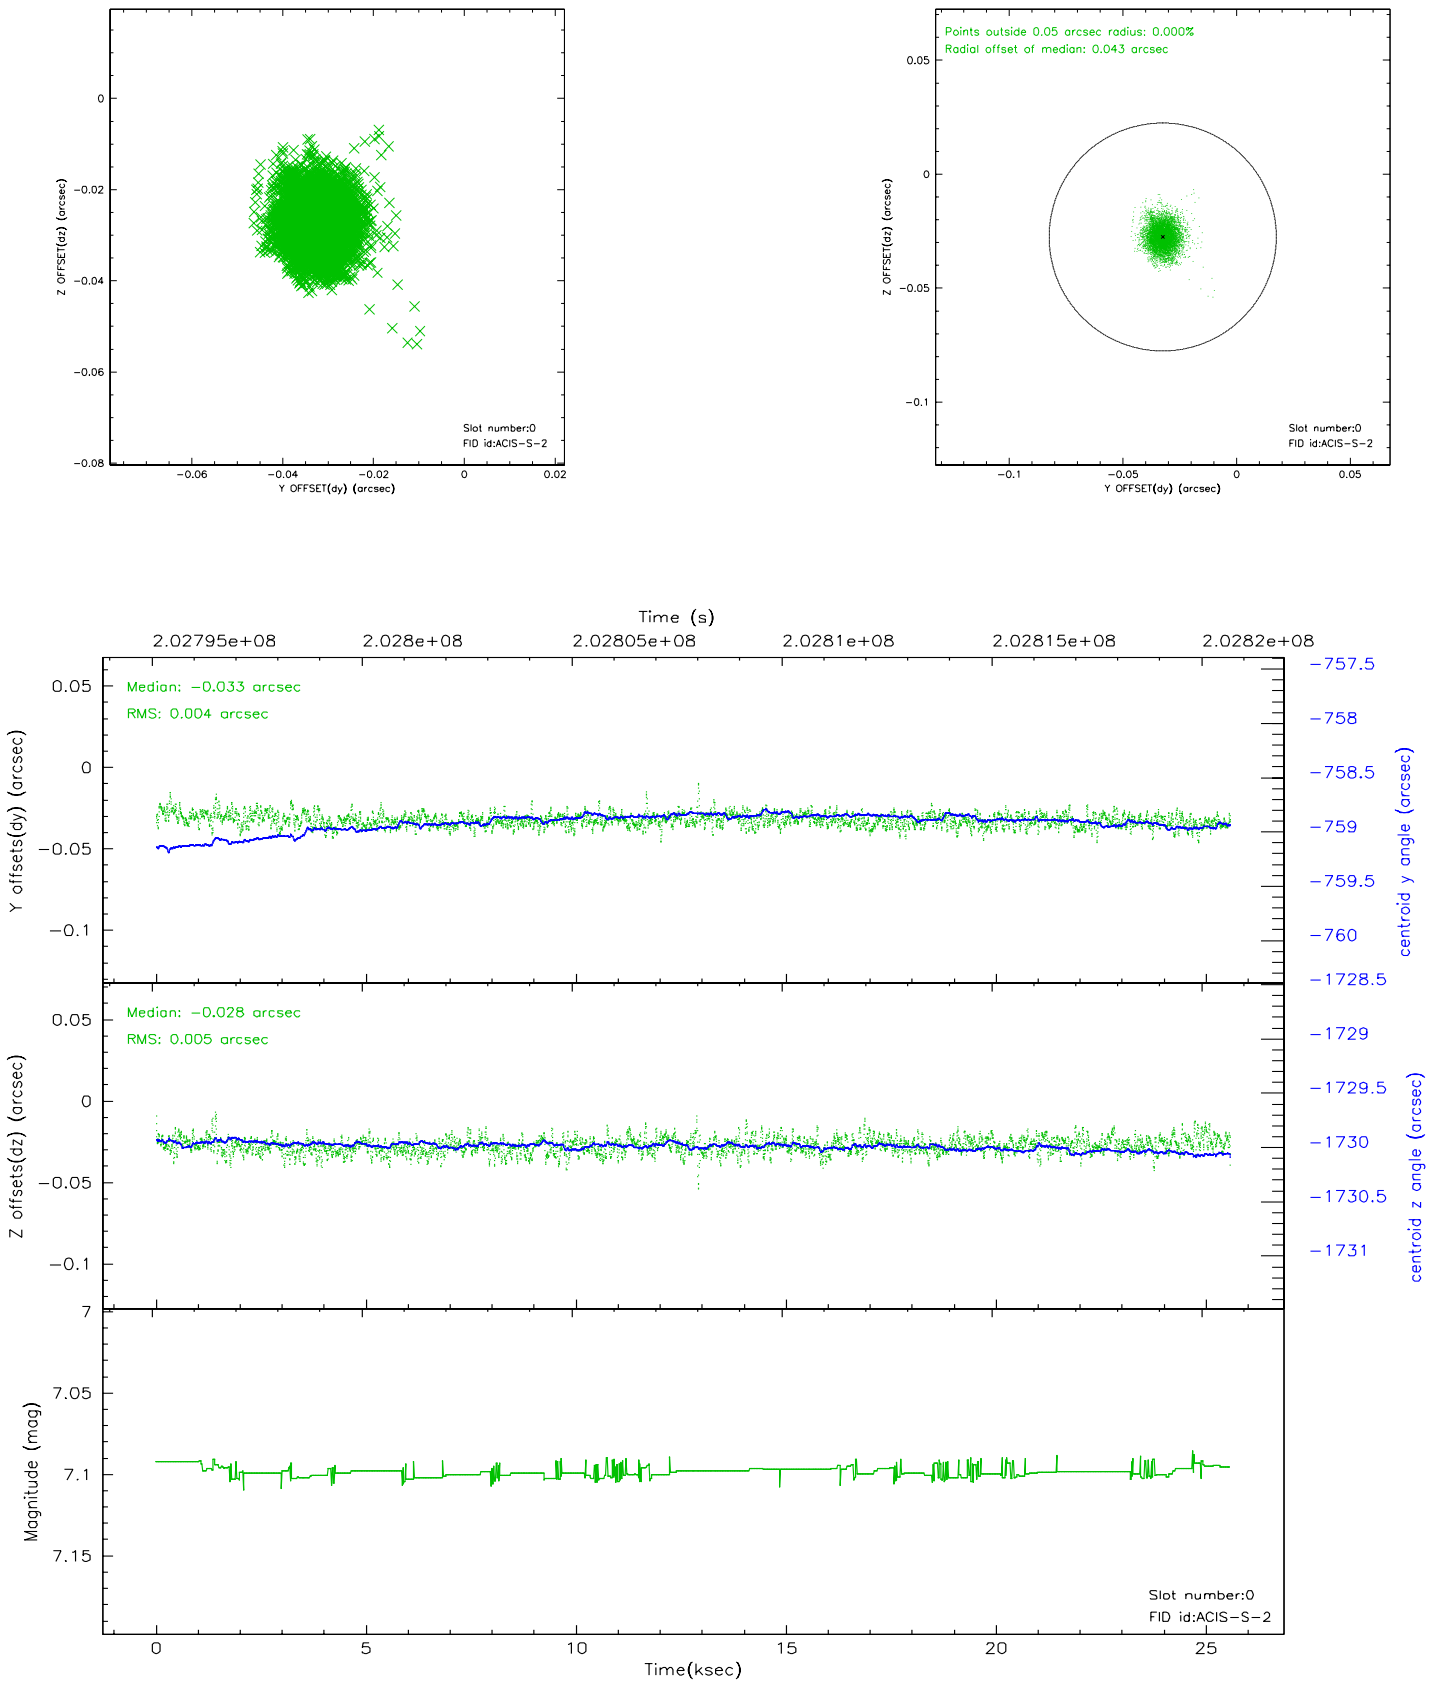 0
-0.02
-0.04
-0.06
-0.08
Z OFFSET(dz) (arcsec)
Slot number:0
FID id:ACIS-S-2
-0.06 -0.04 -0.02 0 0.02
Y OFFSET(dy) (arcsec)
Points outside 0.05 arcsec radius: 0.000%
Radial offset of median: 0.043 arcsec
0.05
0
-0.05
-0.1
Z OFFSET(dz) (arcsec)
Slot number:0
FID id:ACIS-S-2
-0.1 -0.05 0 0.05
Y OFFSET(dy) (arcsec)
Time (s)
2.02795e+08 2.028e+08 2.02805e+08 2.0281e+08 2.02815e+08 2.0282e+08
Median: -0.033 arcsec
RMS: 0.004 arcsec
0.05
0
-0.05
-0.1
Y offsets(dy) (arcsec)
-757.5
-758
-758.5
-759
-759.5
-760
centroid y angle (arcsec)
Median: -0.028 arcsec
RMS: 0.005 arcsec
0.05
0
-0.05
-0.1
Z offsets(dz) (arcsec)
-1728.5
-1729
-1729.5
-1730
-1730.5
-1731
centroid z angle (arcsec)
7
7.05
7.1
7.15
Magnitude (mag)
Slot number:0
FID id:ACIS-S-2
0 5 10 15 20 25
Time(ksec)